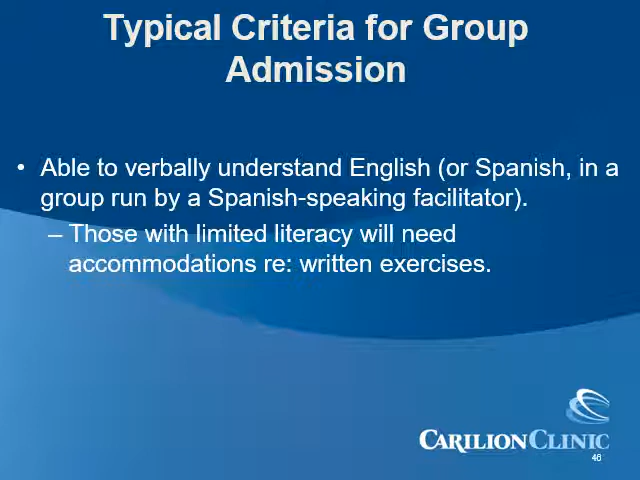 Typical Criteria for Group
Admission
• Able to verbally understand English (or Spanish, in a
group run by a Spanish-speaking facilitator).
– Those with limited literacy will need
accommodations re: written exercises.
CARILION CLINIC
46